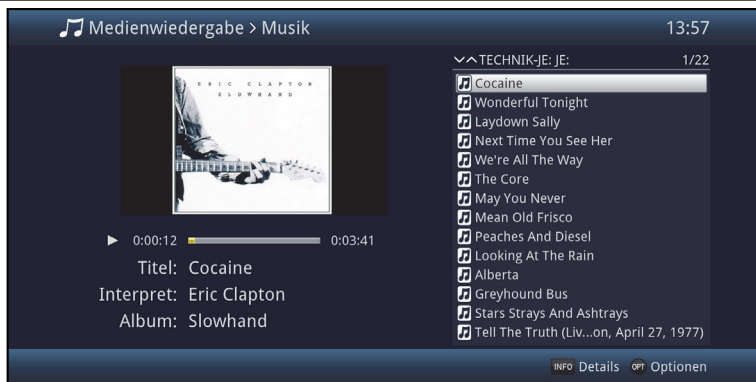 Medienwiedergabe > Musik
13:57
ERIC CLAPTON
SLOWHAND
0:00:12
0:03:41
Titel: Cocaine
Interpret: Eric Clapton
Album: Slowhand
TECHNIK-JE: JE: 1/22
Cocaine
Wonderful Tonight
Laydown Sally
Next Time You See Her
We're All The Way
The Core
May You Never
Mean Old Frisco
Peaches And Diesel
Looking At The Rain
Alberta
Greyhound Bus
Stars Strays And Ashtrays
Tell The Truth (Liv...on, April 27, 1977)
INFO Details OPT Optionen